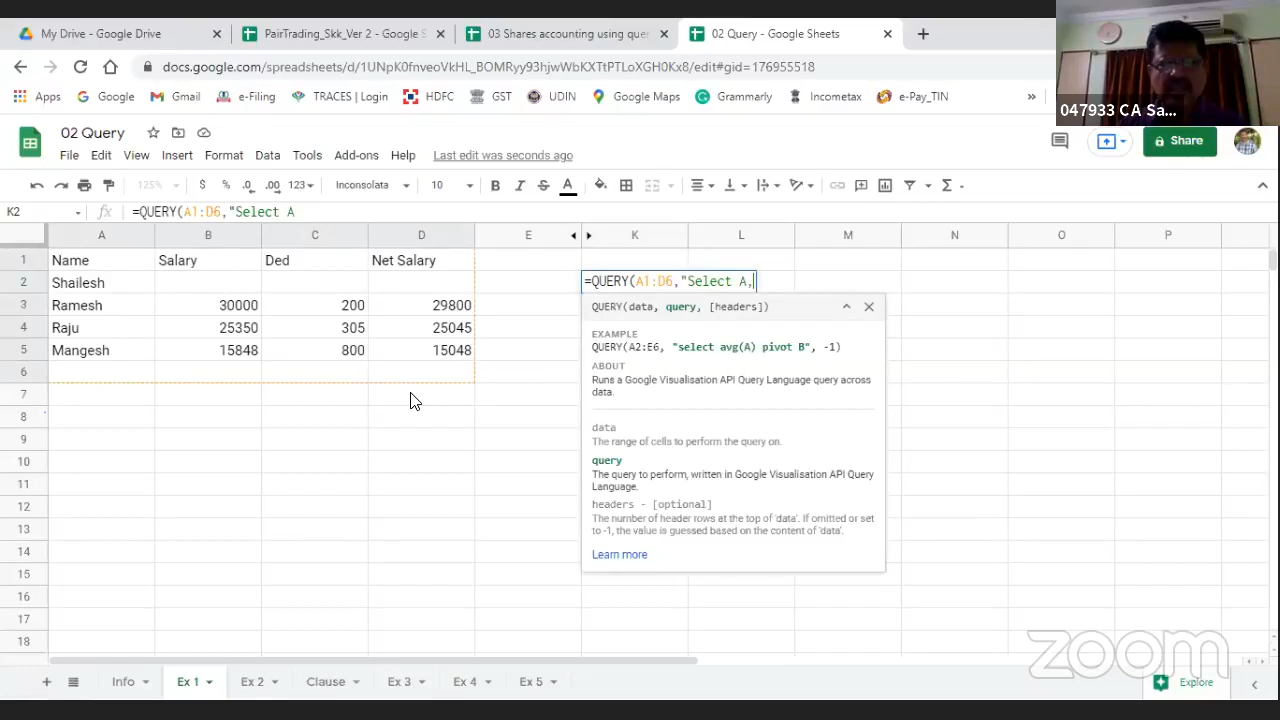 My Drive - Google Drive
PairTrading_Skk_Ver 2 - Google S
03 Shares accounting using quer
02 Query - Google Sheets
docs.google.com/spreadsheets/d/1UNpK0fnveoVkHL_BOMRyy93hjwWbKXTtPTLoXGH0Kx8/edit#gid=176955518
Apps Google Gmail e-Filing TRACES | Login HDFC GST UDIN Google Maps Grammarly Incometax e-Pay_TIN »
047933 CA Sa...
02 Query
File Edit View Insert Format Data Tools Add-ons Help Last edit was seconds ago
Share
125% $ % .0 .00 123 Inconsolata 10 B I S A Σ
K2 fx =QUERY(A1:D6,"Select A
A B C D E K L M N O P
1 Name Salary Ded Net Salary
2 Shailesh =QUERY(A1:D6,"Select A,
3 Ramesh 30000 200 29800
4 Raju 25350 305 25045
5 Mangesh 15848 800 15048
6
7
8
9
10
11
12
13
14
15
16
17
18
QUERY(data, query, [headers])
EXAMPLE
QUERY(A2:E6, "select avg(A) pivot B", -1)
ABOUT
Runs a Google Visualisation API Query Language query across
data.
data
The range of cells to perform the query on.
query
The query to perform, written in Google Visualisation API Query
Language.
headers - [optional]
The number of header rows at the top of 'data'. If omitted or set
to -1, the value is guessed based on the content of 'data'.
Learn more
zoom
Info Ex 1 Ex 2 Clause Ex 3 Ex 4 Ex 5
Explore